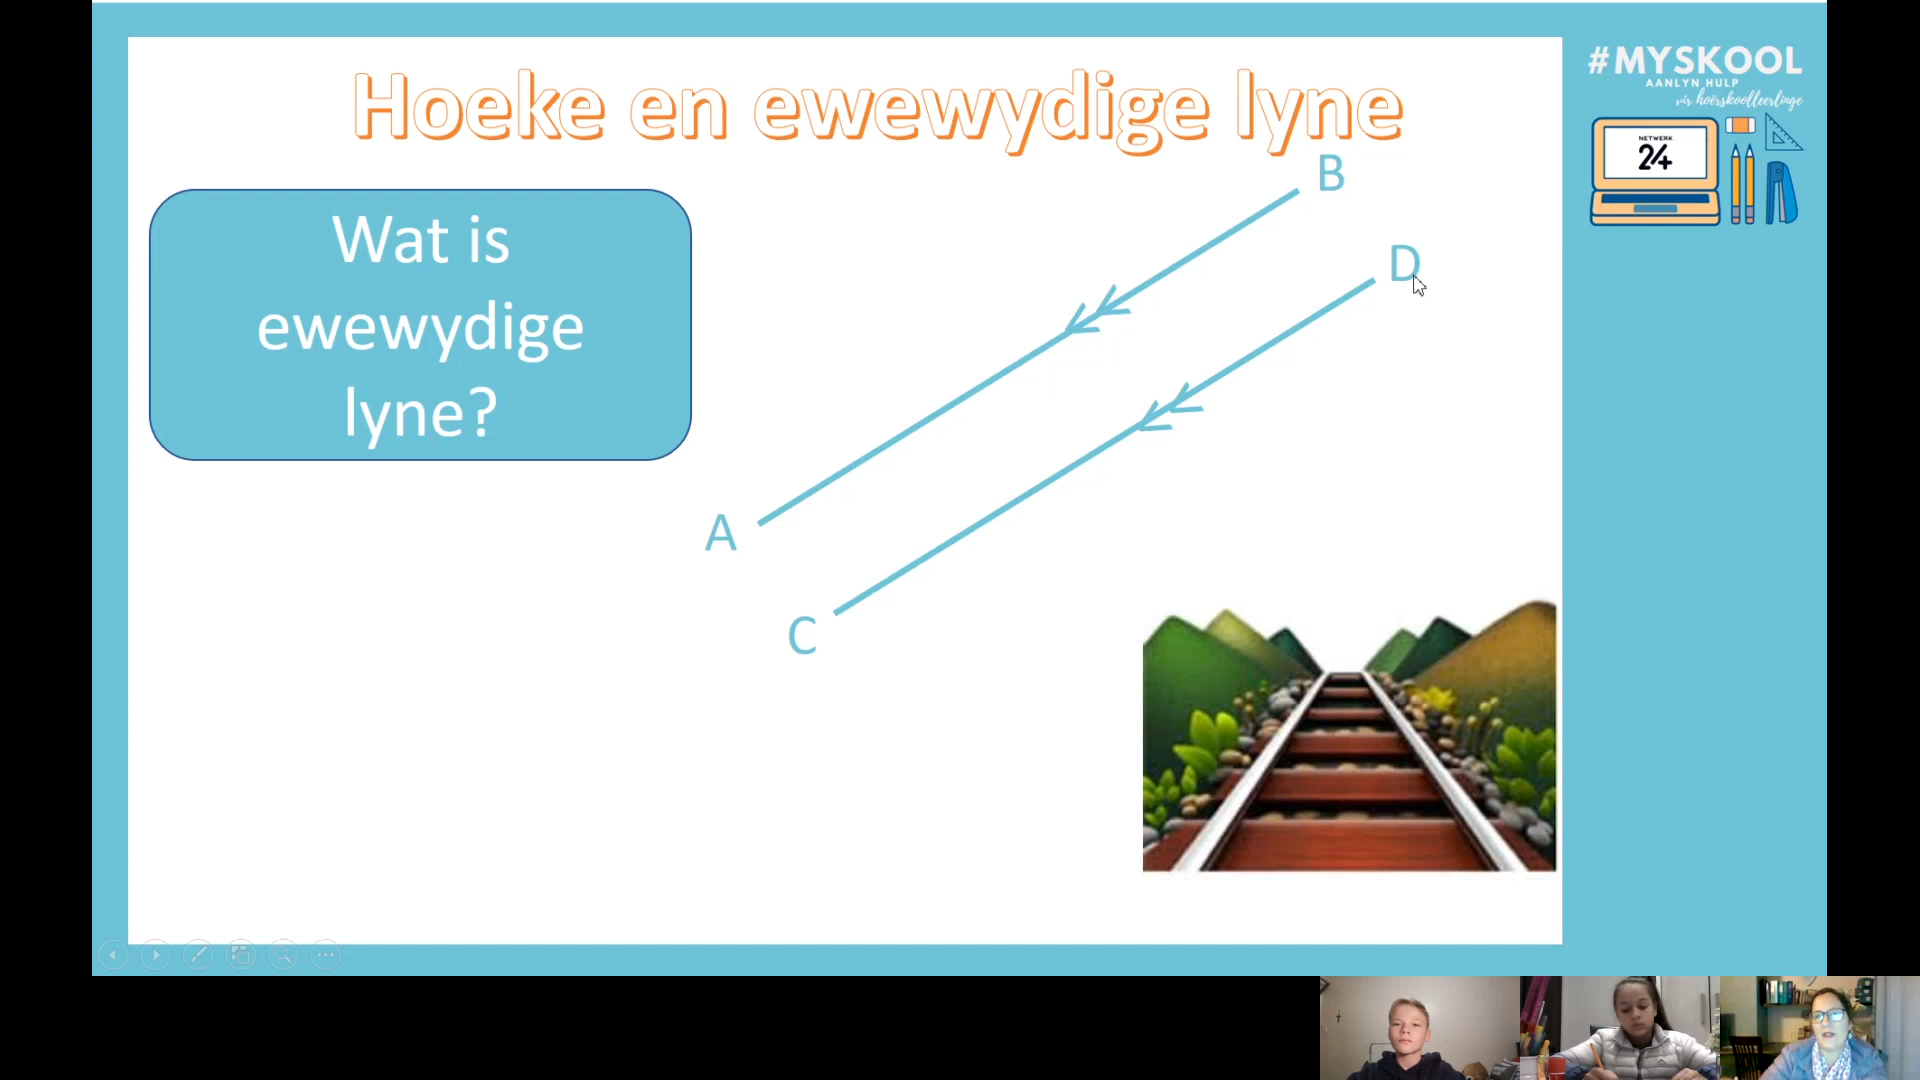 Hoeke en ewewydige lyne
Wat is
ewewydige
lyne?
B
D
A
C
#MYSKOOL
AANLYN HULP
vir hoërskoolleerlinge
NETWERK
24